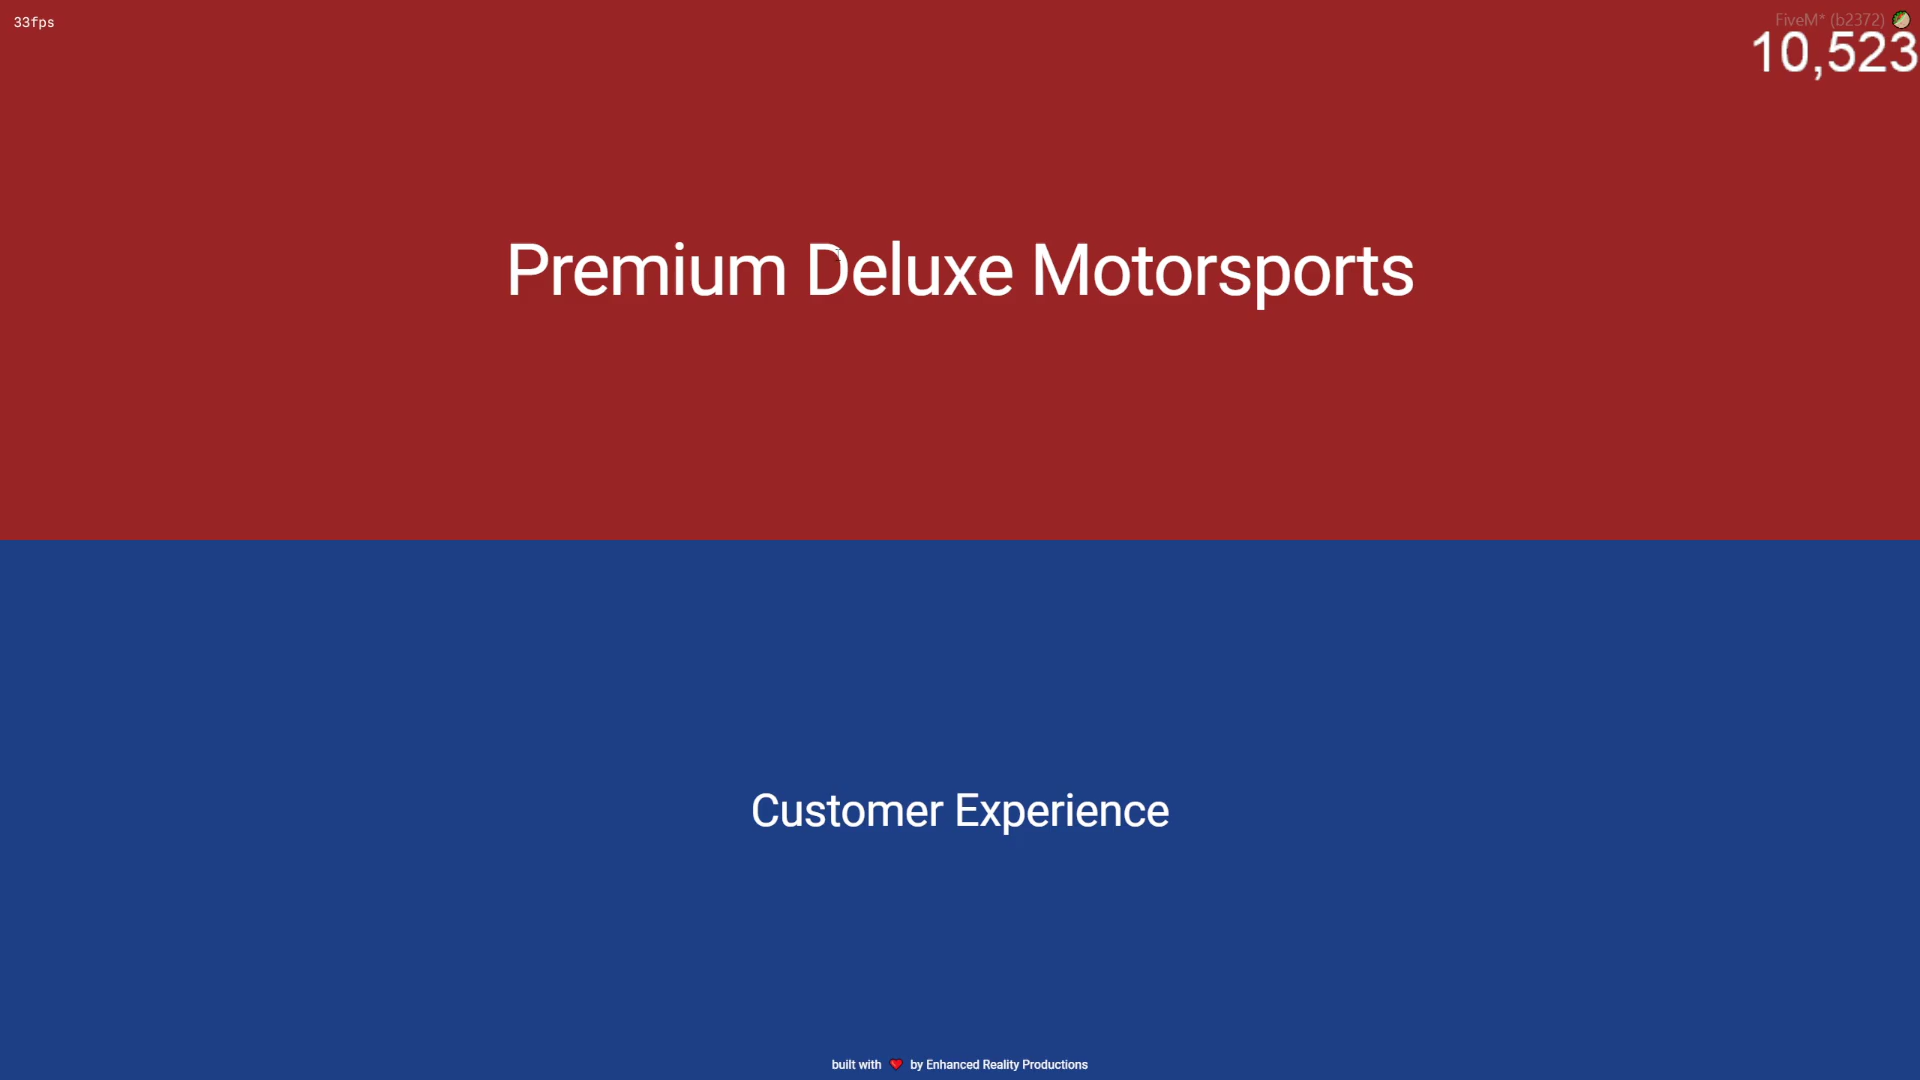 33fps
FiveM* (b2372)
10,523
Premium Deluxe Motorsports
Customer Experience
built with ❤️ by Enhanced Reality Productions